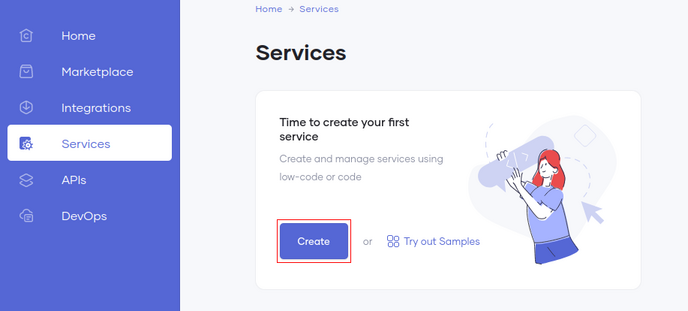 Home → Services
Home
Marketplace
Integrations
Services
APIs
DevOps
Services
Time to create your first
service
Create and manage services using
low-code or code
Create or Try out Samples